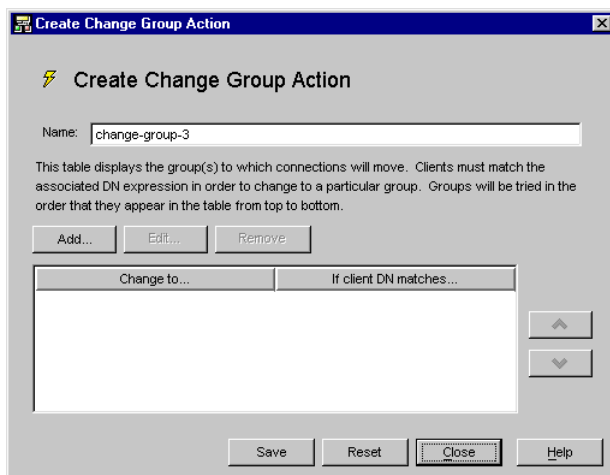 Create Change Group Action
Create Change Group Action
Name: change-group-3
This table displays the group(s) to which connections will move. Clients must match the
associated DN expression in order to change to a particular group. Groups will be tried in the
order that they appear in the table from top to bottom.
Add... Edit... Remove
Change to... If client DN matches...
Save Reset Close Help